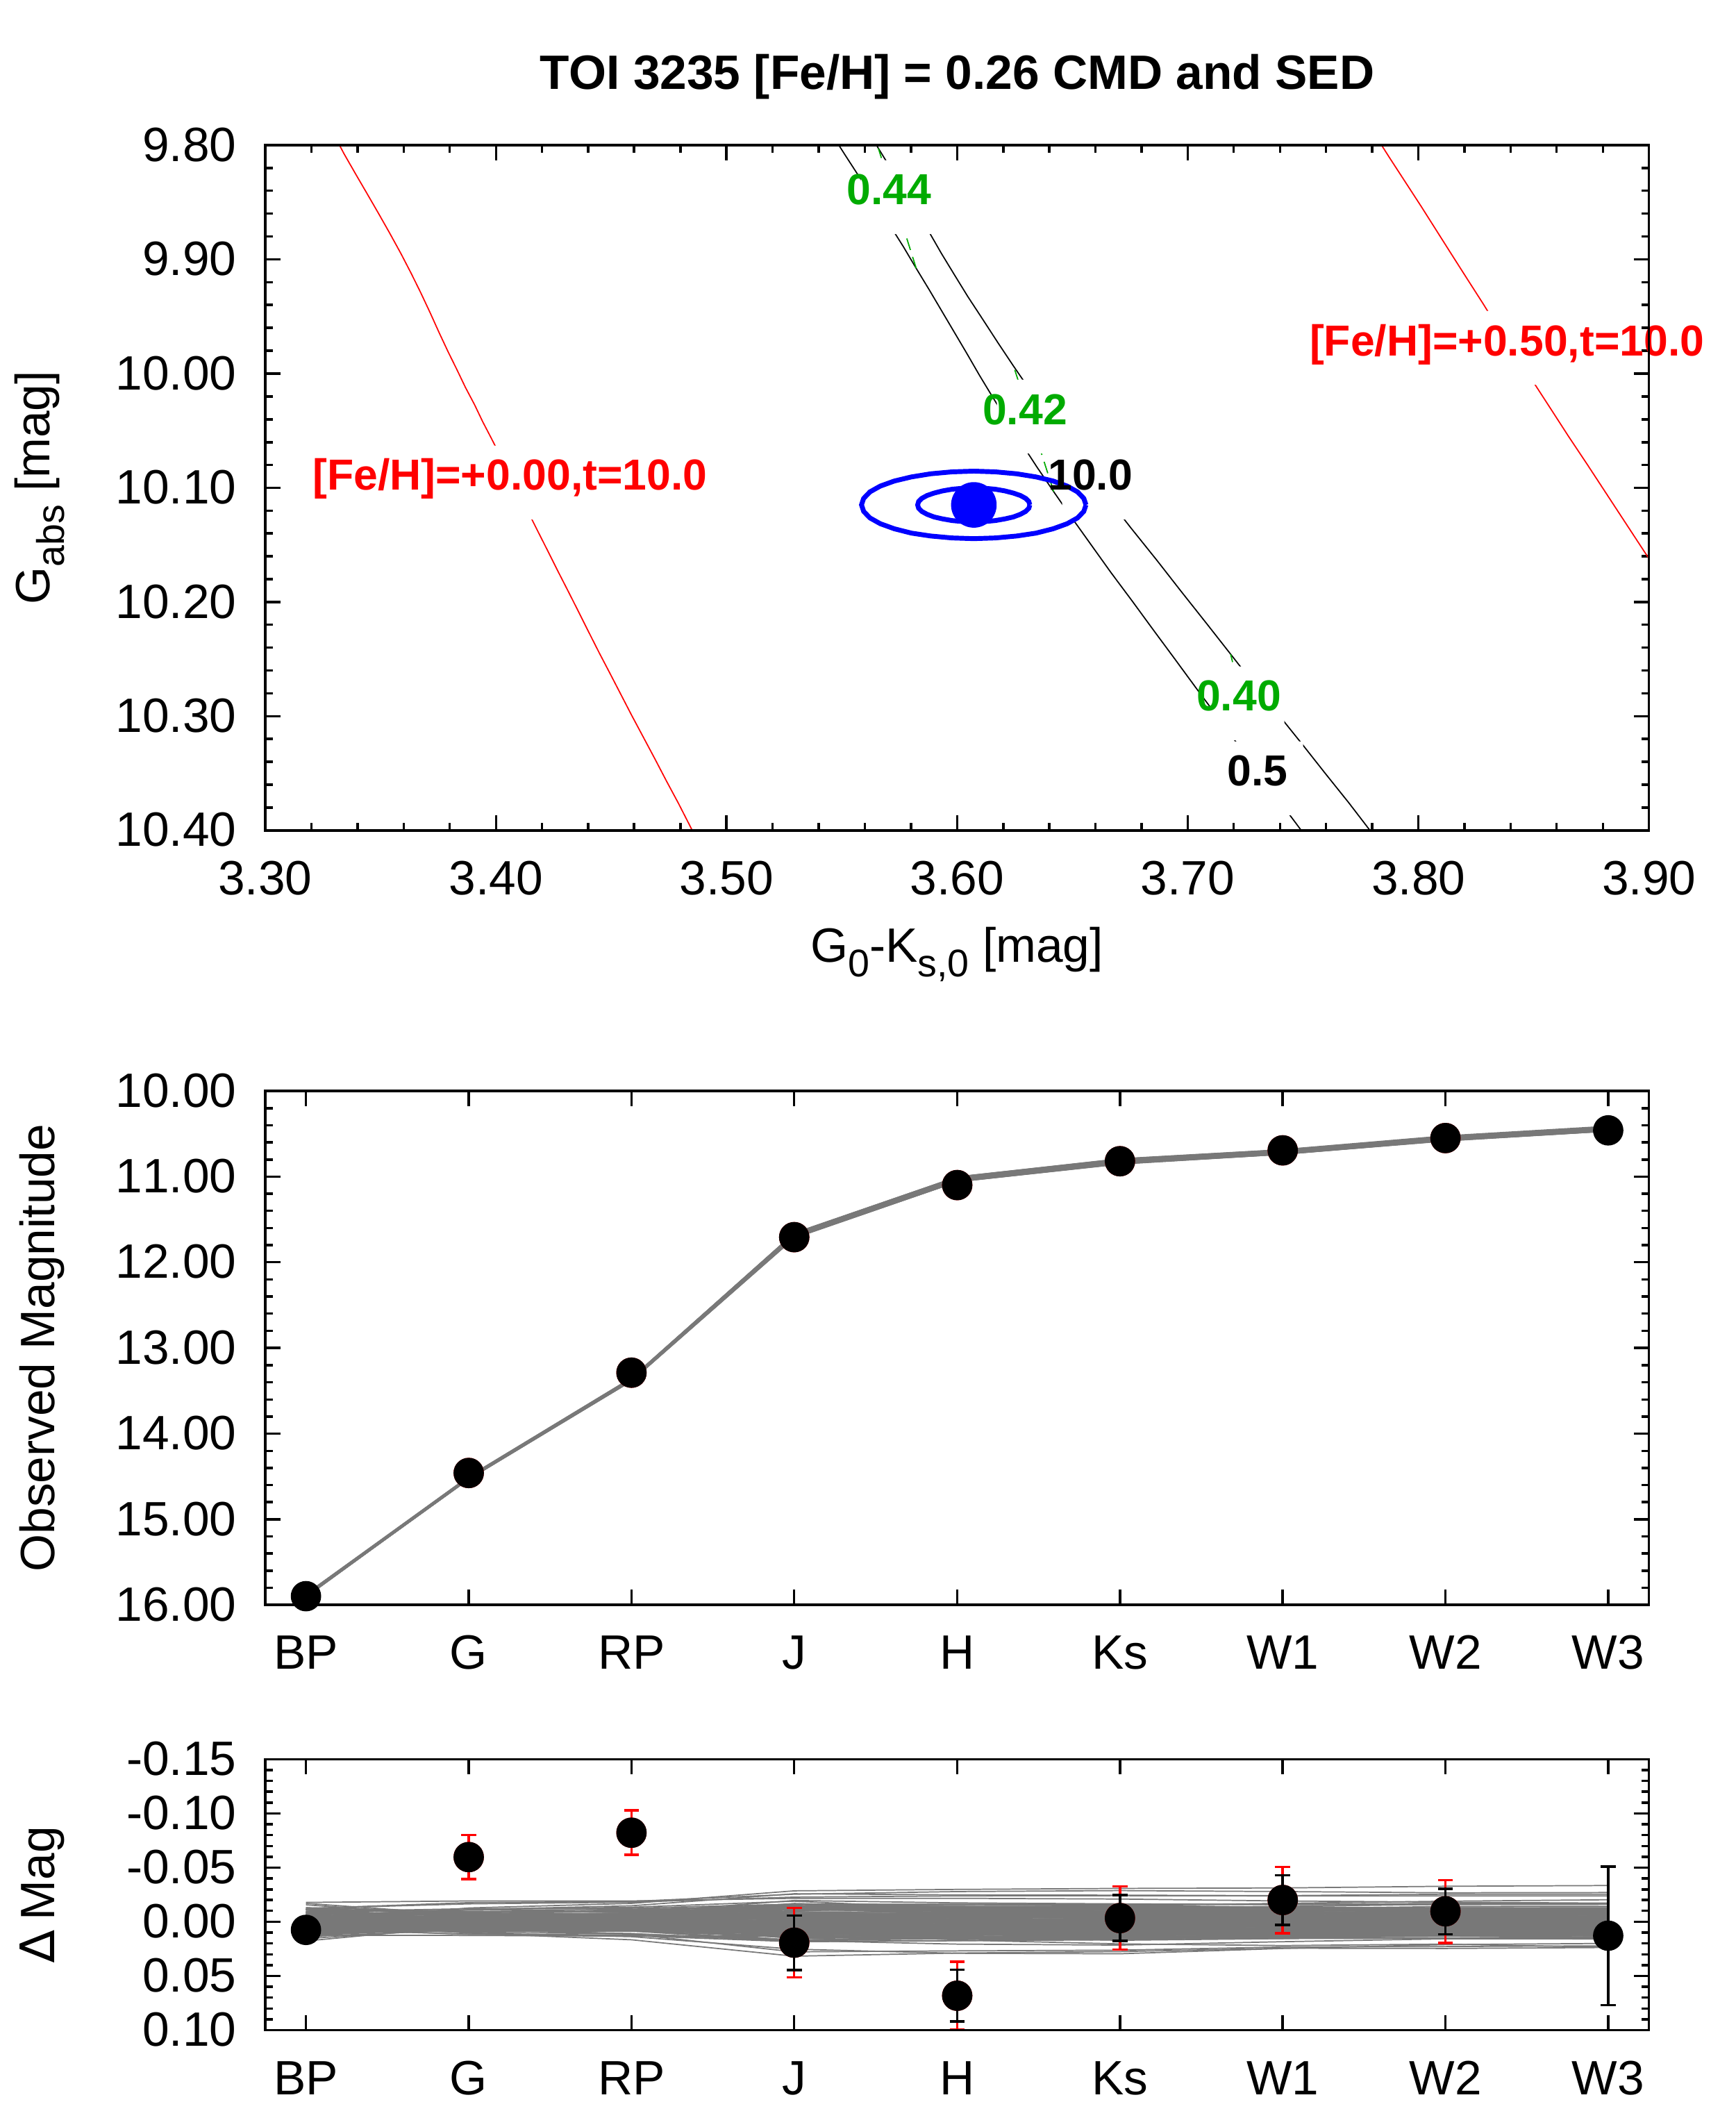 TOI 3235 [Fe/H] = 0.26 CMD and SED
9.80
9.90
10.00
10.10
10.20
10.30
10.40
G_abs [mag]
0.44
[Fe/H]=+0.50,t=10.0
0.42
[Fe/H]=+0.00,t=10.0
10.0
0.40
0.5
3.30 3.40 3.50 3.60 3.70 3.80 3.90
G_0-K_s,0 [mag]
10.00
11.00
12.00
13.00
14.00
15.00
16.00
Observed Magnitude
BP G RP J H Ks W1 W2 W3
-0.15
-0.10
-0.05
0.00
0.05
0.10
Δ Mag
BP G RP J H Ks W1 W2 W3